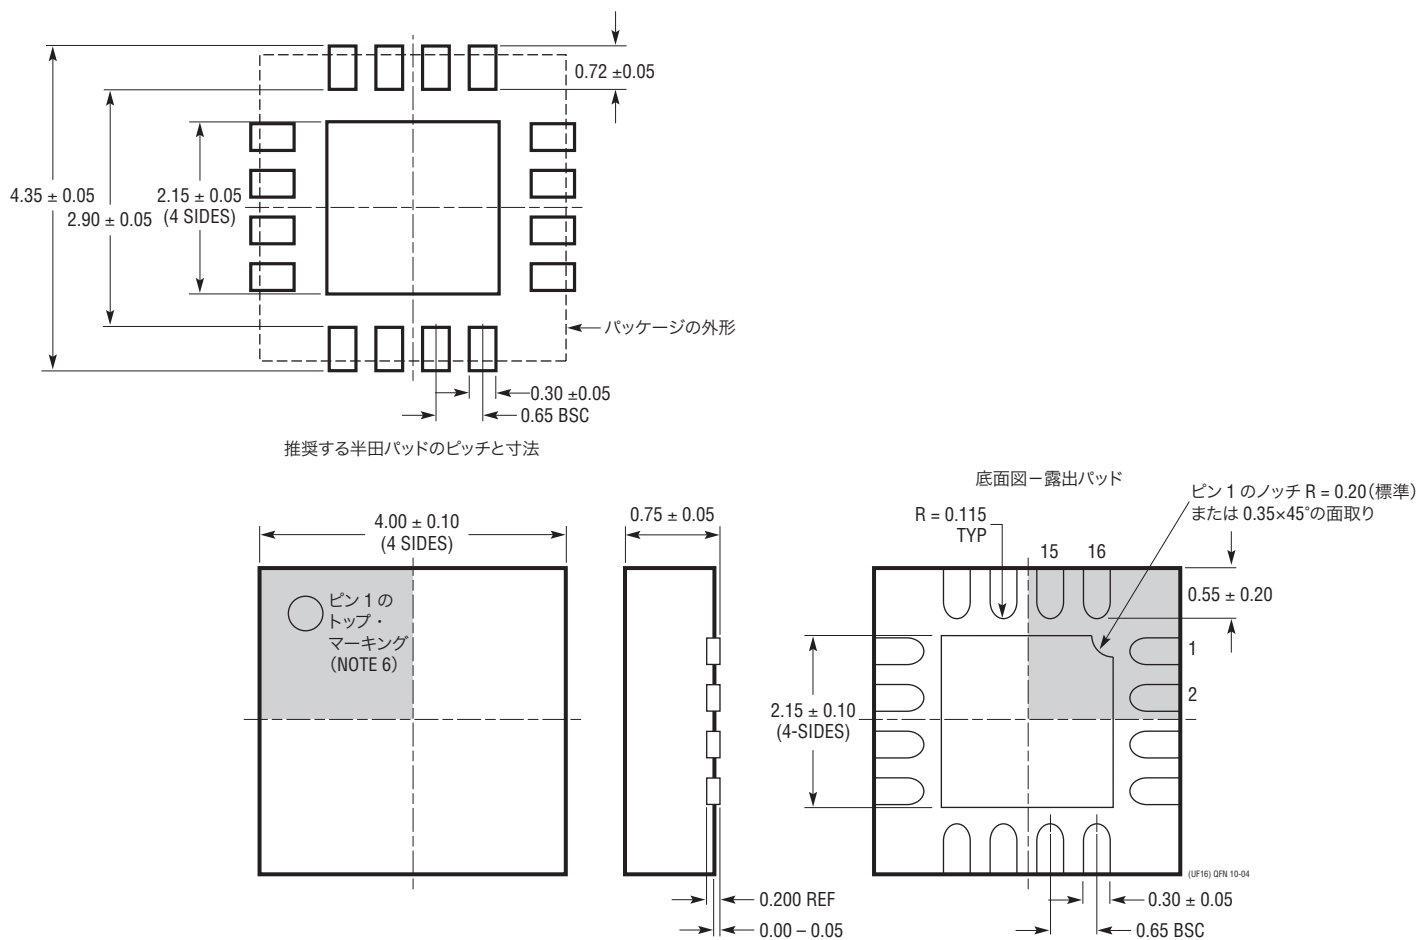 0.72 ±0.05
4.35 ± 0.05
2.90 ± 0.05
2.15 ± 0.05
(4 SIDES)
パッケージの外形
0.30 ±0.05
0.65 BSC
推奨する半田パッドのピッチと寸法
4.00 ± 0.10
(4 SIDES)
ピン 1 の
トップ・
マーキング
(NOTE 6)
0.75 ± 0.05
0.200 REF
0.00 – 0.05
底面図－露出パッド
R = 0.115
TYP
15
16
ピン 1 のノッチ R = 0.20（標準）
または 0.35×45°の面取り
0.55 ± 0.20
1
2
2.15 ± 0.10
(4-SIDES)
(UF16) QFN 10-04
0.30 ± 0.05
0.65 BSC